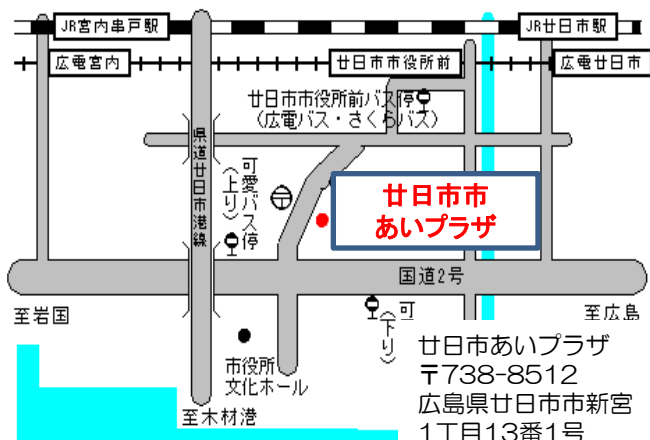 JR宮内串戸駅
JR廿日市駅
広電宮内
廿日市市役所前
広電廿日市
廿日市市役所前バス停
（広電バス・さくらバス）
県道廿日市港線
可愛バス停
（上り）
廿日市市
あいプラザ
国道2号
至岩国
至広島
可
（下り）
市役所
文化ホール
至木材港
廿日市あいプラザ
〒738-8512
広島県廿日市市新宮
1丁目13番1号